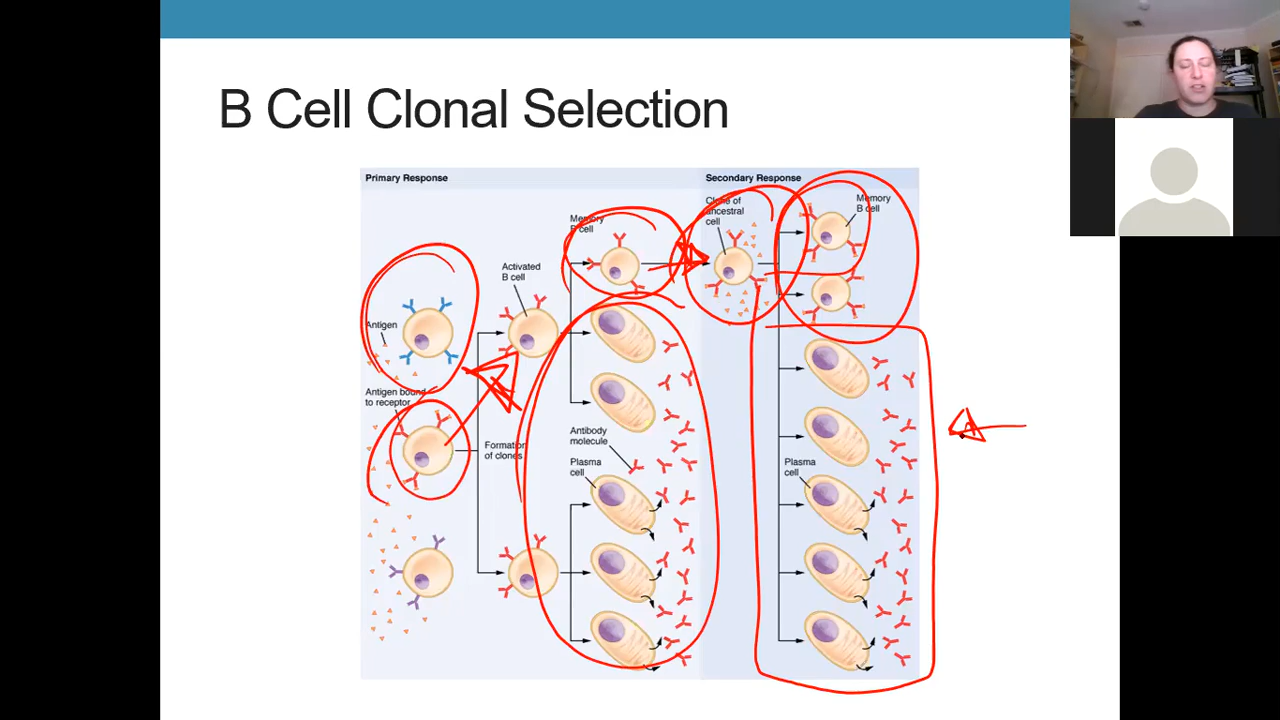 B Cell Clonal Selection
Primary Response
Secondary Response
Clone of
ancestral
cell
Memory
B cell
Memory
B cell
Activated
B cell
Antigen
Antigen bound
to receptor
Formation
of clones
Antibody
molecule
Plasma
cell
Plasma
cell